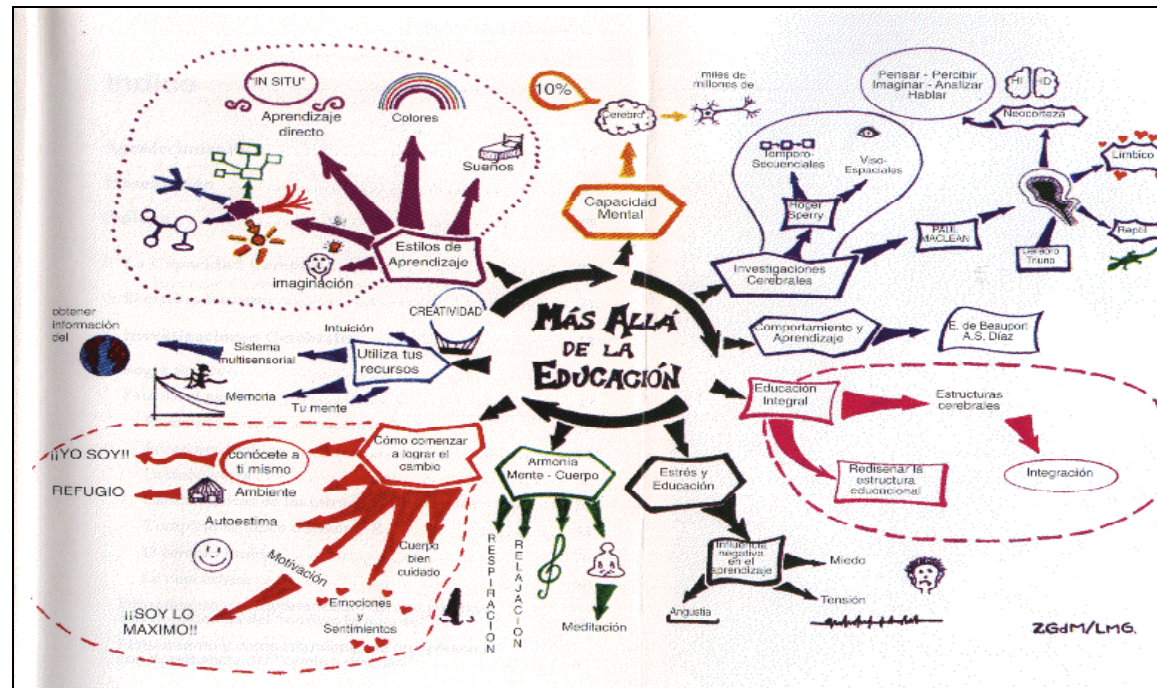 MÁS ALLÁ
DE LA
EDUCACIÓN
Capacidad
Mental
10%
Cerebro
miles de
millones de
Investigaciones
Cerebrales
Roger
Sperry
Temporo-
Secuenciales
Viso-
Espaciales
PAUL
MACLEAN
Cerebro
Triuno
Neocorteza
HI HD
Pensar - Percibir
Imaginar - Analizar
Hablar
Límbico
Reptil
Comportamiento y
Aprendizaje
E. de Beauport
A.S. Díaz
Educación
Integral
Estructuras
cerebrales
Integración
Rediseñar la
estructura
educacional
Estrés y
Educación
Influencia
negativa
en el
aprendizaje
Miedo
Tensión
Angustia
Armonía
Mente - Cuerpo
RESPIRACION
RELAJACION
Meditación
Cómo comenzar
a lograr el
cambio
conócete a
ti mismo
¡¡YO SOY!!
Ambiente
REFUGIO
Autoestima
Motivación
¡¡SOY LO
MAXIMO!!
Emociones
y
Sentimientos
Cuerpo
bien
cuidado
Utiliza tus
recursos
CREATIVIDAD
Intuición
Sistema
multisensorial
obtener
información
del
Memoria
Tu mente
Estilos de
Aprendizaje
imaginación
"IN SITU"
Aprendizaje
directo
Colores
Sueños
ZGdM/LMG.